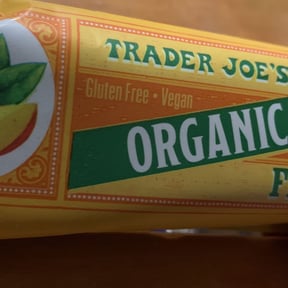 TRADER JOE'S
Gluten Free • Vegan
ORGANIC